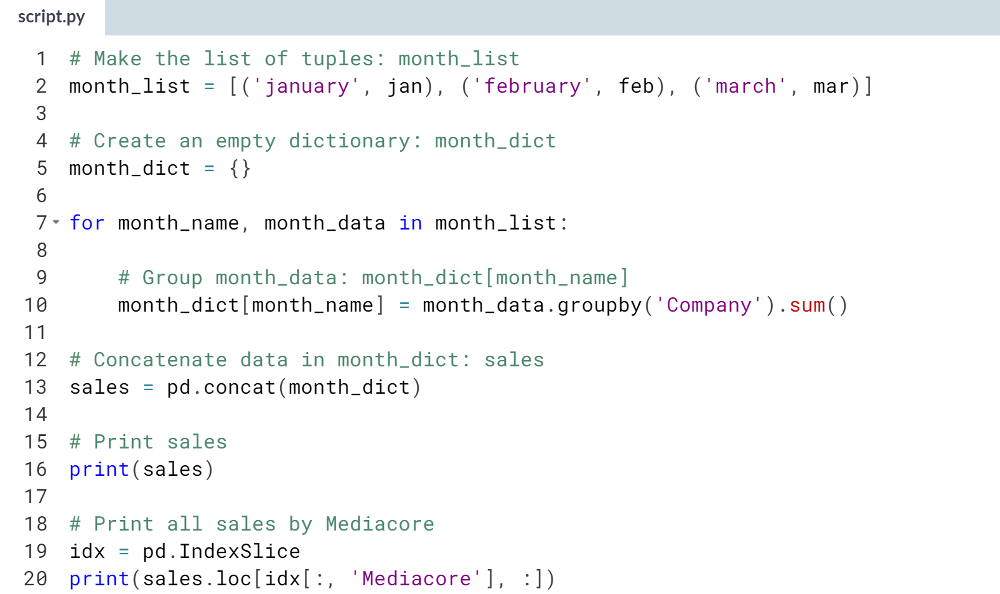 script.py
1 # Make the list of tuples: month_list
2 month_list = [('january', jan), ('february', feb), ('march', mar)]
3
4 # Create an empty dictionary: month_dict
5 month_dict = {}
6
7 for month_name, month_data in month_list:
8
9     # Group month_data: month_dict[month_name]
10     month_dict[month_name] = month_data.groupby('Company').sum()
11
12 # Concatenate data in month_dict: sales
13 sales = pd.concat(month_dict)
14
15 # Print sales
16 print(sales)
17
18 # Print all sales by Mediacore
19 idx = pd.IndexSlice
20 print(sales.loc[idx[:, 'Mediacore'], :])